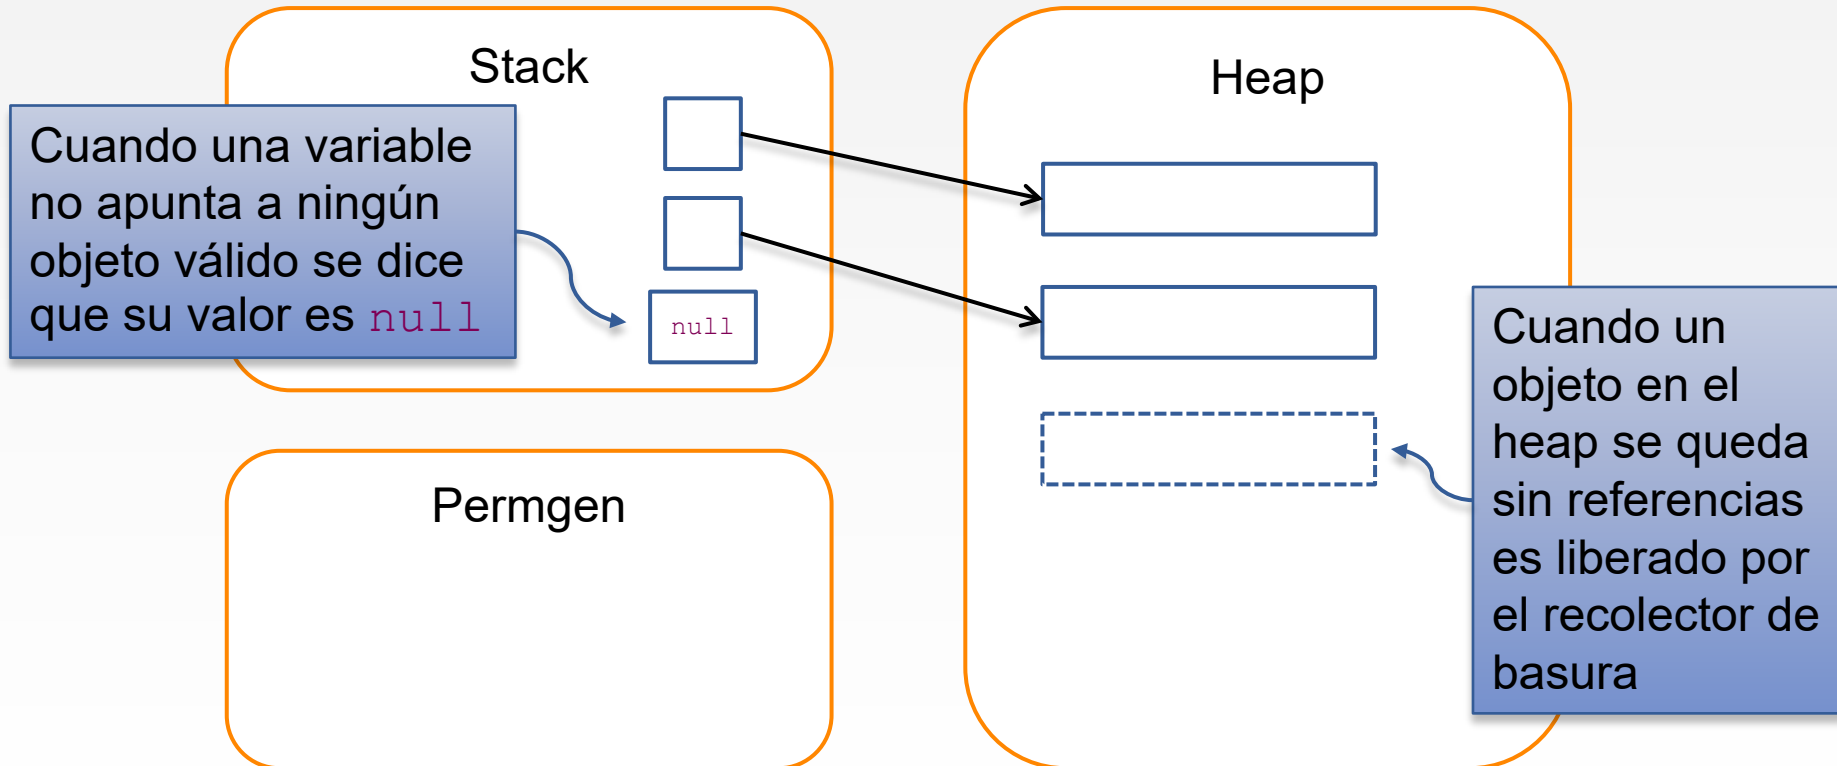 Stack
Heap
Cuando una variable
no apunta a ningún
objeto válido se dice
que su valor es null
null
Cuando un
objeto en el
heap se queda
sin referencias
es liberado por
el recolector de
basura
Permgen